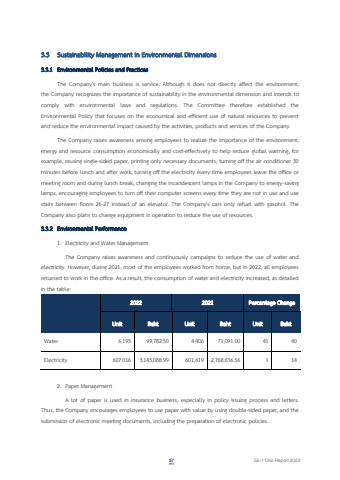 3.3 Sustainability Management in Environmental Dimensions
3.3.1 Environmental Policies and Practices
The Company's main business is service. Although it does not directly affect the environment,
the Company recognizes the importance of sustainability in the environmental dimension and intends to
comply with environmental laws and regulations. The Committee therefore established the
Environmental Policy that focuses on the economical and efficient use of natural resources to prevent
and reduce the environmental impact caused by the activities, products and services of the Company.
The Company raises awareness among employees to realize the importance of the environment,
energy and resource consumption economically and cost-effectively to help reduce global warming, for
example, reusing single-sided paper, printing only necessary documents, turning off the air conditioner 30
minutes before lunch and after work, turning off the electricity every time employees leave the office or
meeting room and during lunch break, changing the incandescent lamps in the Company to energy-saving
lamps, encouraging employees to turn off their computer screens every time they are not in use and use
stairs between floors 26-27 instead of an elevator. The Company's cars only refuel with gasohol. The
Company also plans to change equipment in operation to reduce the use of resources.
3.3.2 Environmental Performance
1. Electricity and Water Management
The Company raises awareness and continuously campaigns to reduce the use of water and
electricity. However, during 2021, most of the employees worked from home, but in 2022, all employees
returned to work in the office. As a result, the consumption of water and electricity increased, as detailed
in the table:
2022 2021 Percentage Change
Unit Baht Unit Baht Unit Baht
Water 6,193 99,782.50 4,406 71,091.00 41 40
Electricity 607,016 3,145,088.99 601,619 2,768,636.56 1 14
2. Paper Management
A lot of paper is used in insurance business, especially in policy issuing process and letters.
Thus, the Company encourages employees to use paper with value by using double-sided paper, and the
submission of electronic meeting documents, including the preparation of electronic policies.
57
56-1 One-Report 2022